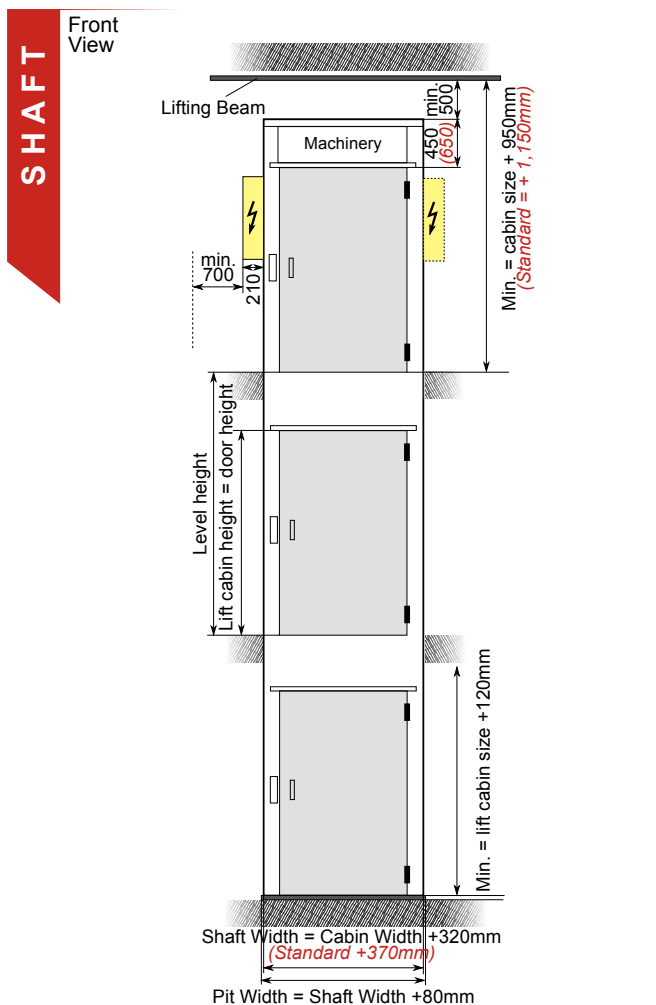 SHAFT
Front
View
Lifting Beam
min.
500
Machinery
450
(650)
Min. = cabin size + 950mm
(Standard = + 1,150mm)
min.
700
210
Level height
Lift cabin height = door height
Min. = lift cabin size +120mm
Shaft Width = Cabin Width +320mm
(Standard +370mm)
Pit Width = Shaft Width +80mm